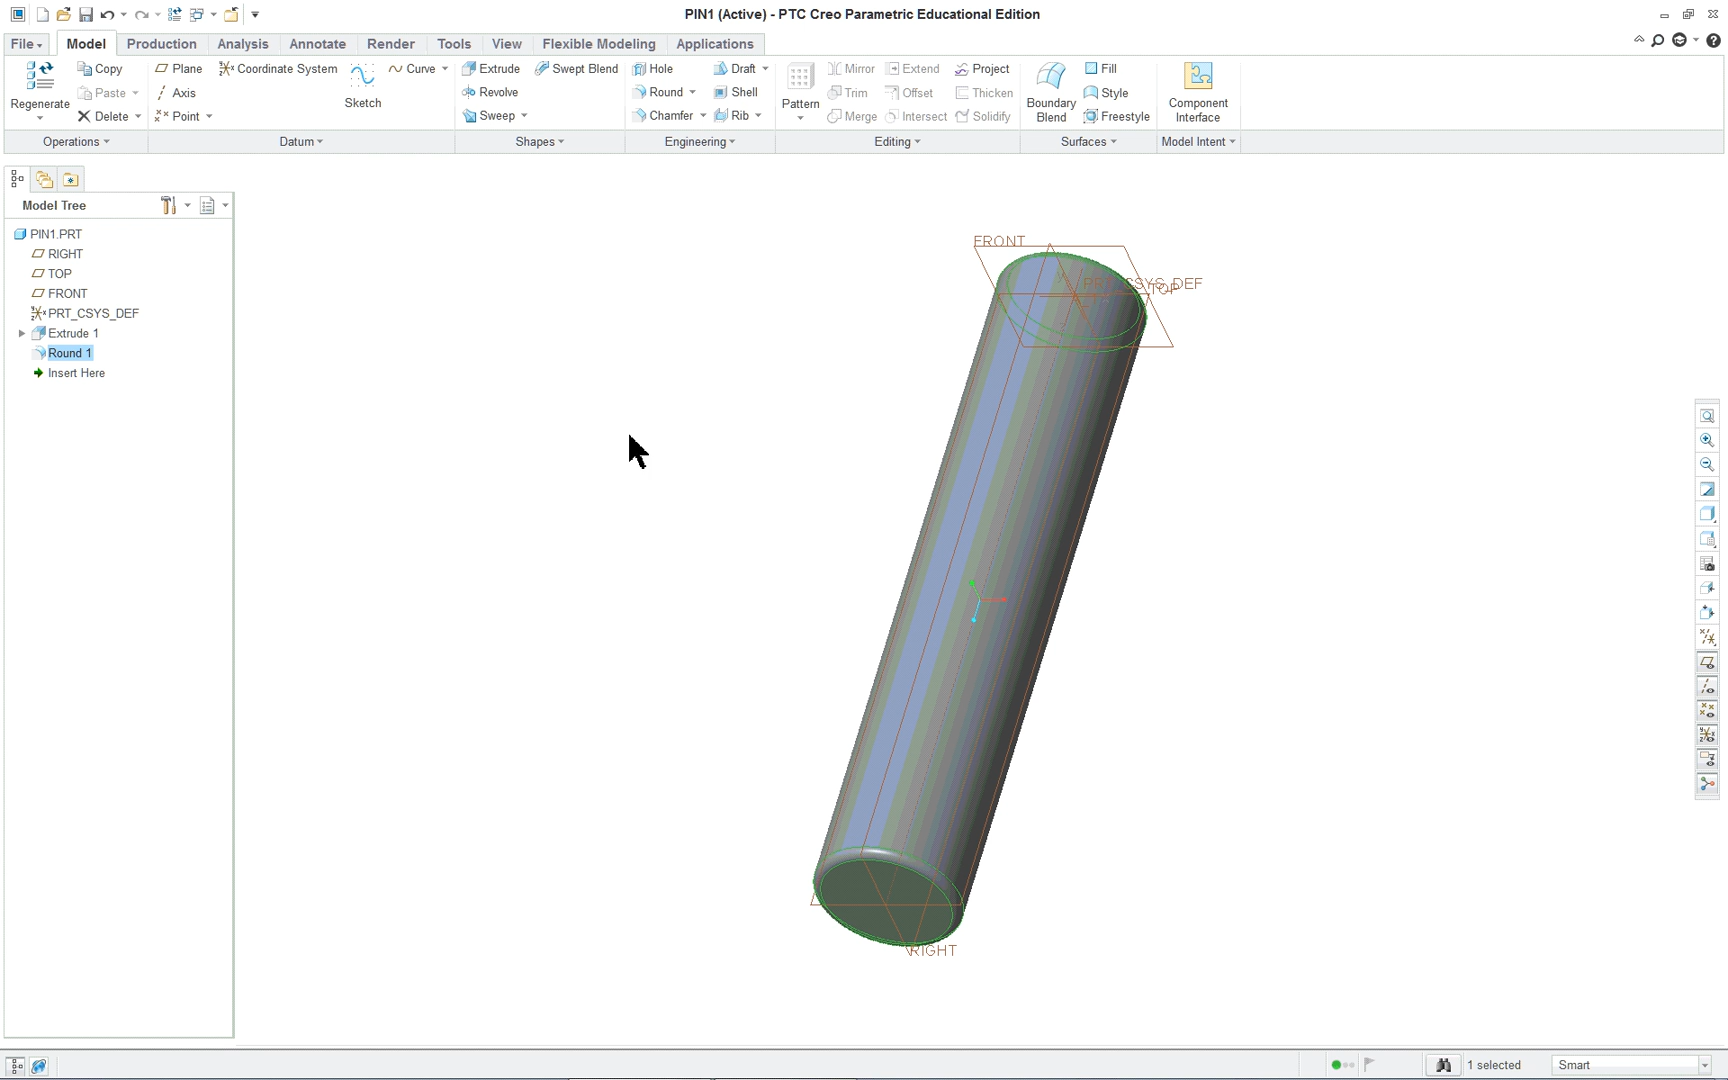 PIN1 (Active) - PTC Creo Parametric Educational Edition
File Model Production Analysis Annotate Render Tools View Flexible Modeling Applications
Regenerate
Copy
Paste
Delete
Operations
Plane
Axis
Point
Coordinate System
Sketch
Curve
Datum
Extrude
Revolve
Sweep
Swept Blend
Shapes
Hole
Round
Chamfer
Draft
Shell
Rib
Engineering
Pattern
Mirror
Trim
Merge
Extend
Offset
Intersect
Project
Thicken
Solidify
Editing
Boundary
Blend
Fill
Style
Freestyle
Surfaces
Component
Interface
Model Intent
Model Tree
PIN1.PRT
RIGHT
TOP
FRONT
PRT_CSYS_DEF
Extrude 1
Round 1
Insert Here
FRONT
PRT_CSYS_DEF
TOP
RIGHT
1 selected
Smart